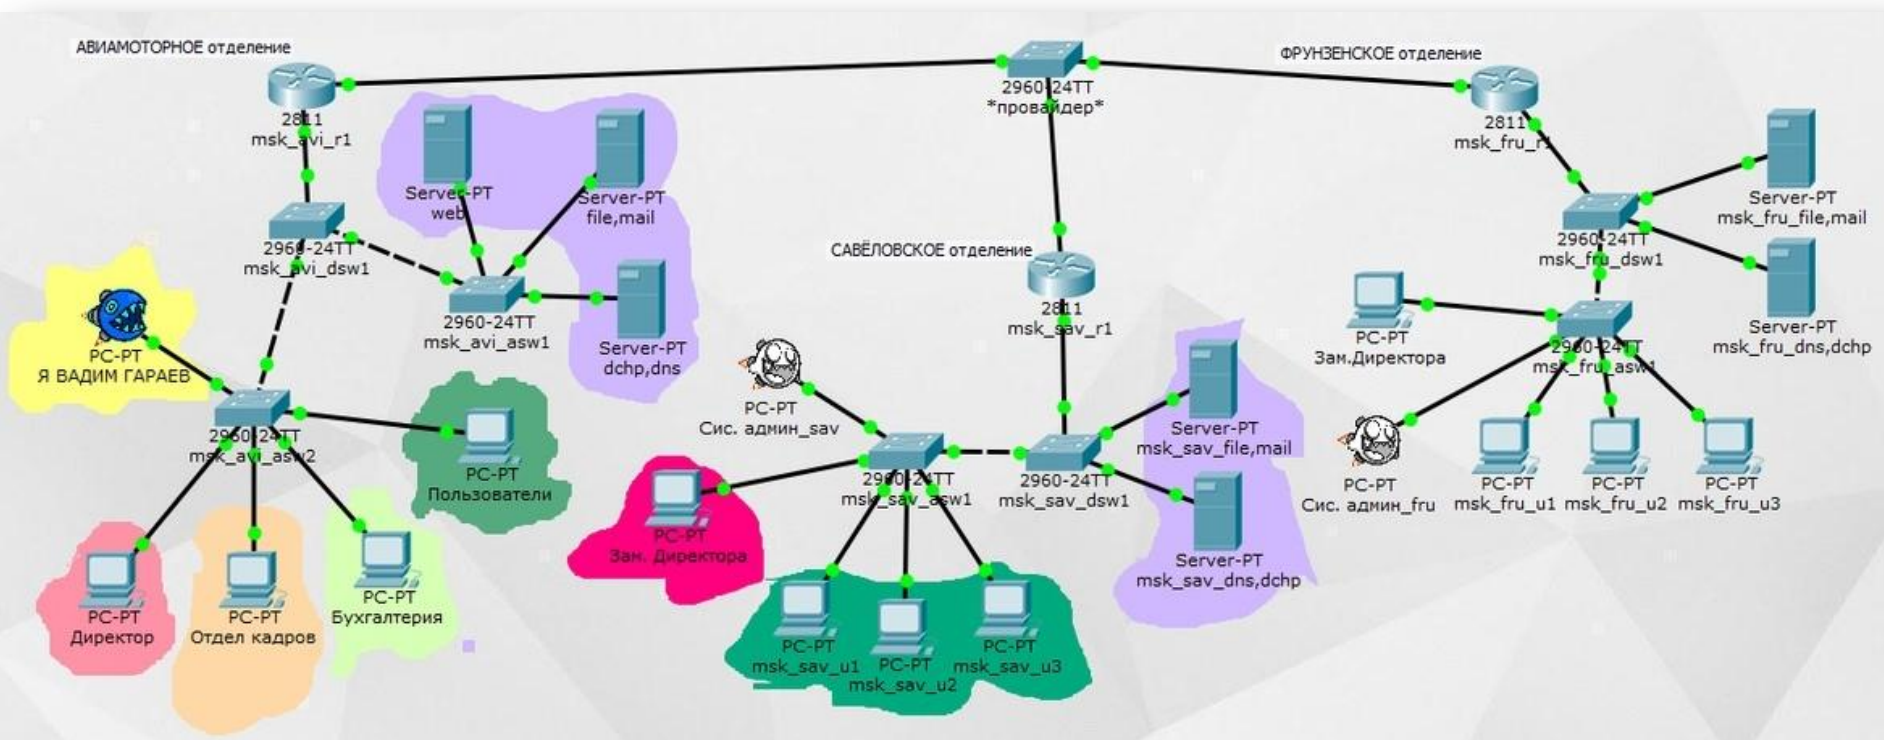 АВИАМОТОРНОЕ отделение
2811
msk_avi_r1
2960-24TT
*провайдер*
ФРУНЗЕНСКОЕ отделение
2811
msk_fru_r1
Server-PT
web
Server-PT
file,mail
2960-24TT
msk_avi_dsw1
2960-24TT
msk_avi_asw1
Server-PT
dchp,dns
PC-PT
Я ВАДИМ ГАРАЕВ
2960-24TT
msk_avi_asw2
PC-PT
Пользователи
PC-PT
Директор
PC-PT
Отдел кадров
PC-PT
Бухгалтерия
САВЁЛОВСКОЕ отделение
2811
msk_sav_r1
PC-PT
Сис. админ_sav
2960-24TT
msk_sav_asw1
2960-24TT
msk_sav_dsw1
Server-PT
msk_sav_file,mail
Server-PT
msk_sav_dns,dchp
PC-PT
Зам. Директора
PC-PT
msk_sav_u1
PC-PT
msk_sav_u2
PC-PT
msk_sav_u3
Server-PT
msk_fru_file,mail
2960-24TT
msk_fru_dsw1
Server-PT
msk_fru_dns,dchp
PC-PT
Зам.Директора
2960-24TT
msk_fru_asw1
PC-PT
Сис. админ_fru
PC-PT
msk_fru_u1
PC-PT
msk_fru_u2
PC-PT
msk_fru_u3